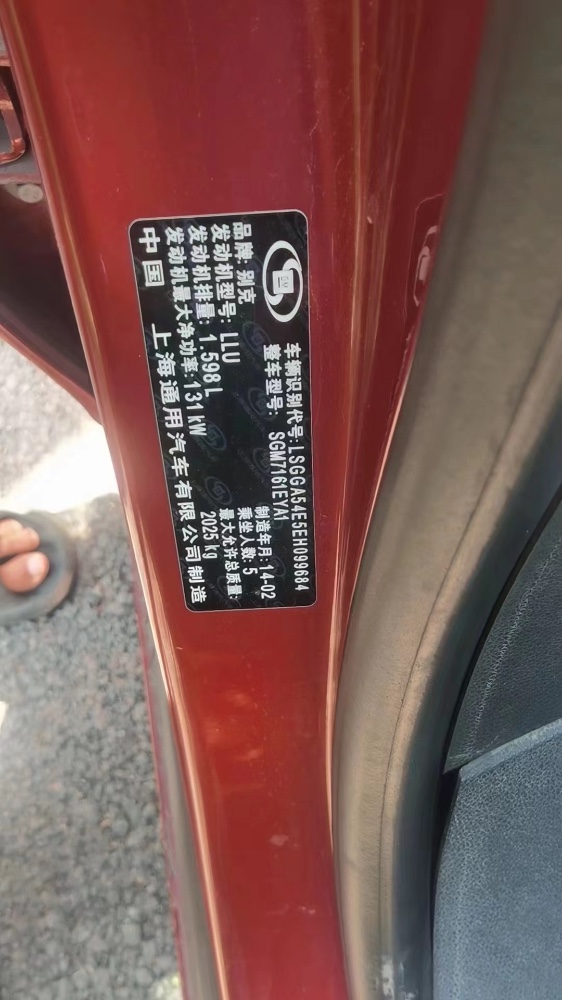 车辆识别代号:LSGGA54E5EH099684
整车型号: SGM7161EYA1
品牌: 别克
制造年月:14-02
发动机型号: LLU
乘坐人数: 5
发动机排量: 1.598L
最大允许总质量:
发动机最大净功率:131kW
2025 kg
中国 上海通用汽车有限公司制造